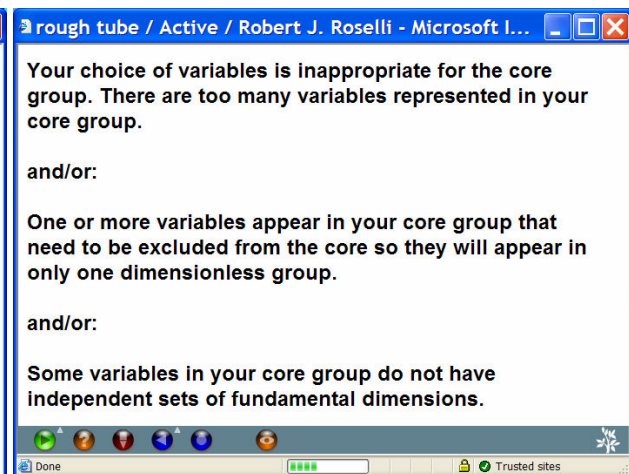 rough tube / Active / Robert J. Roselli - Microsoft I...
Your choice of variables is inappropriate for the core
group. There are too many variables represented in your
core group.
and/or:
One or more variables appear in your core group that
need to be excluded from the core so they will appear in
only one dimensionless group.
and/or:
Some variables in your core group do not have
independent sets of fundamental dimensions.
Done
Trusted sites